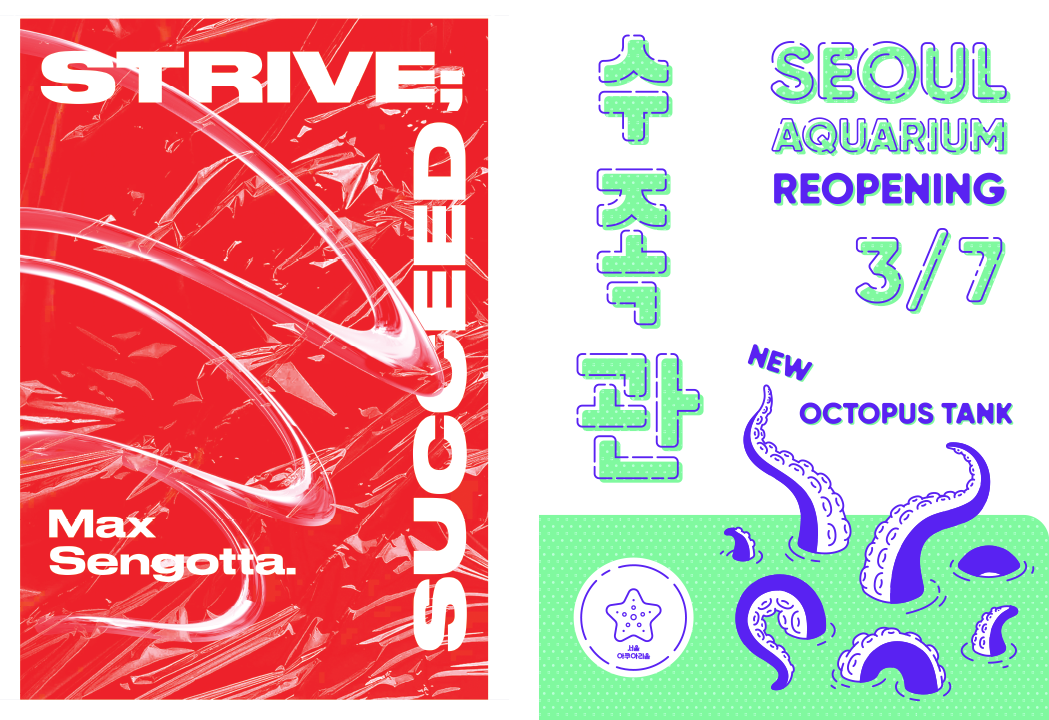 STRIVE;
SUCCEED.
Max
Sengotta.
수
족
관
SEOUL
AQUARIUM
REOPENING
3/7
NEW
OCTOPUS TANK
서울
아쿠아리움